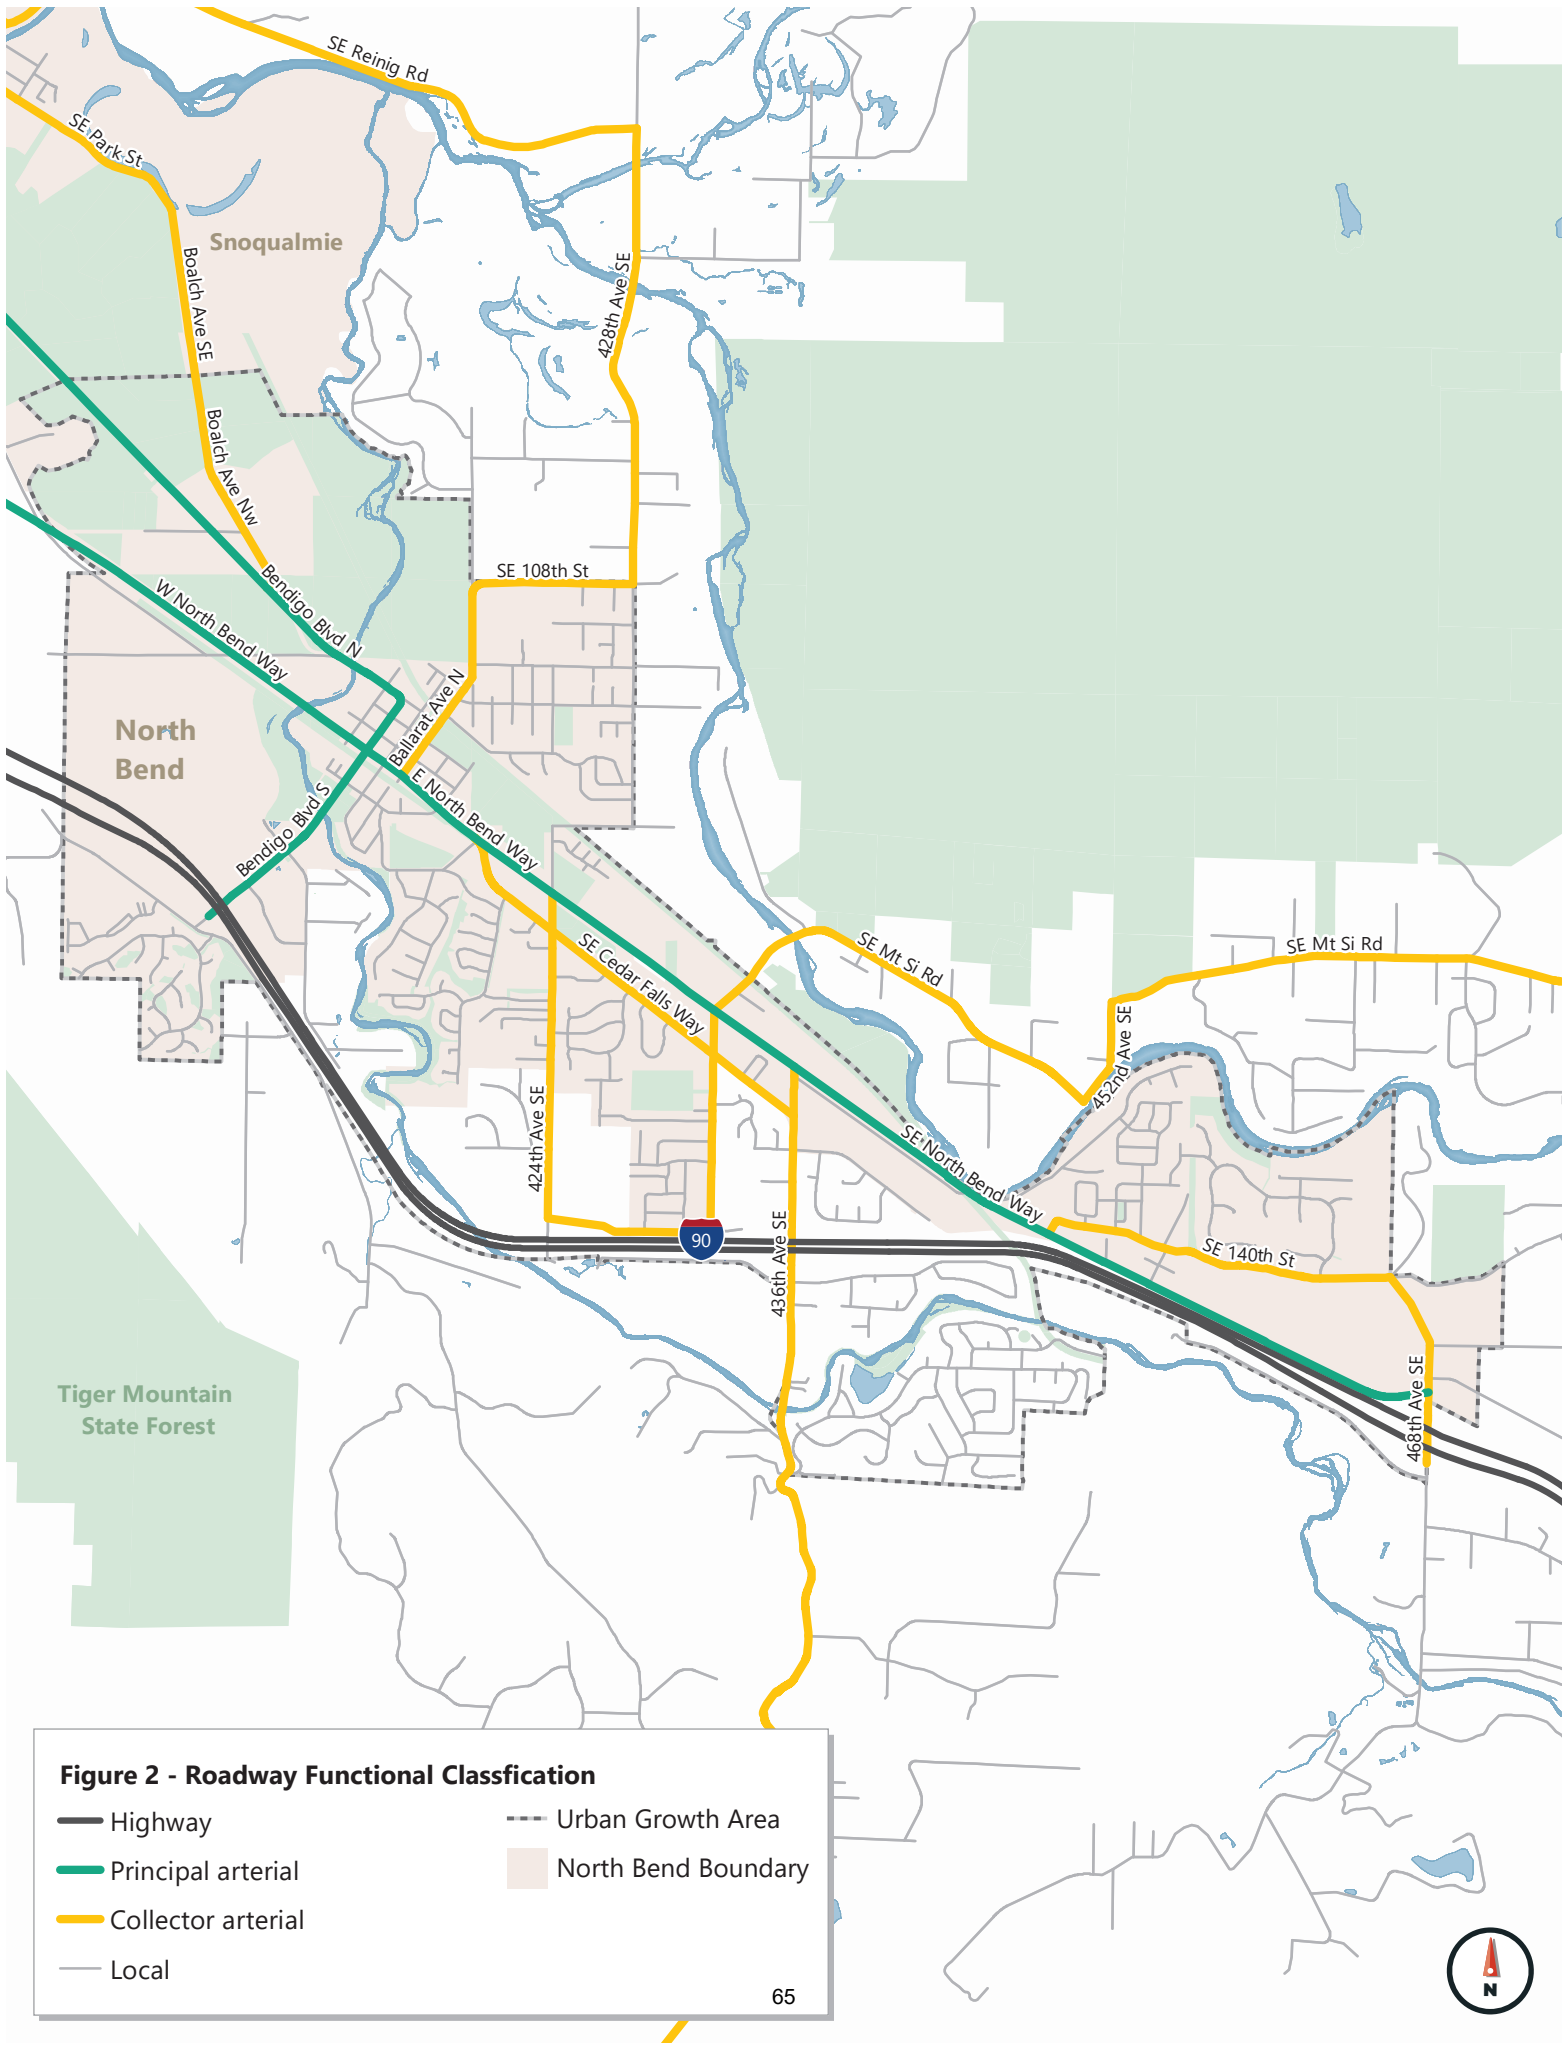 SE Reinig Rd
SE Park St
Snoqualmie
Boalch Ave SE
428th Ave SE
Boalch Ave Nw
SE 108th St
Bendigo Blvd N
W North Bend Way
Ballarat Ave N
North
Bend
E North Bend Way
Bendigo Blvd S
SE Cedar Falls Way
SE Mt Si Rd
SE Mt Si Rd
452nd Ave SE
424th Ave SE
SE North Bend Way
90
436th Ave SE
SE 140th St
468th Ave SE
Tiger Mountain
State Forest
Figure 2 - Roadway Functional Classfication
Highway
Principal arterial
Collector arterial
Local
Urban Growth Area
North Bend Boundary
65
N